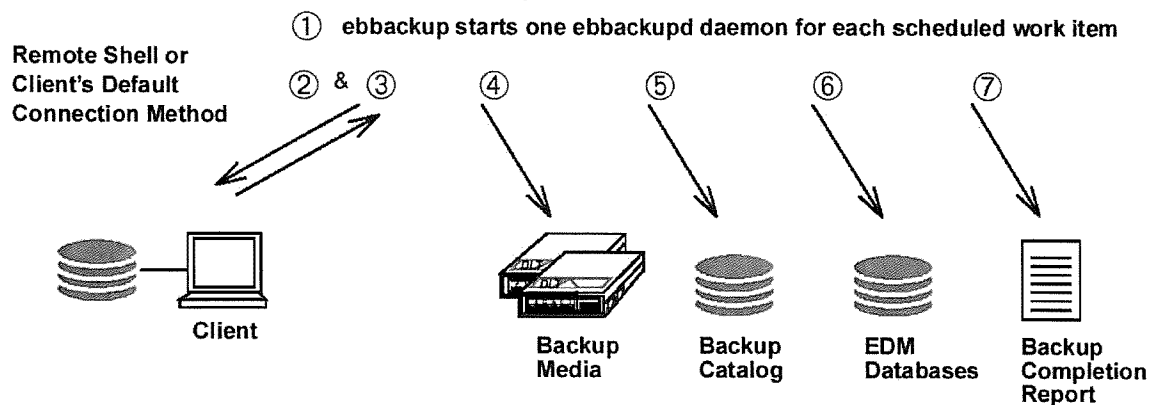 ① ebbackup starts one ebbackupd daemon for each scheduled work item
Remote Shell or
Client's Default
Connection Method
② & ③ ④ ⑤ ⑥ ⑦
Client
Backup
Media
Backup
Catalog
EDM
Databases
Backup
Completion
Report